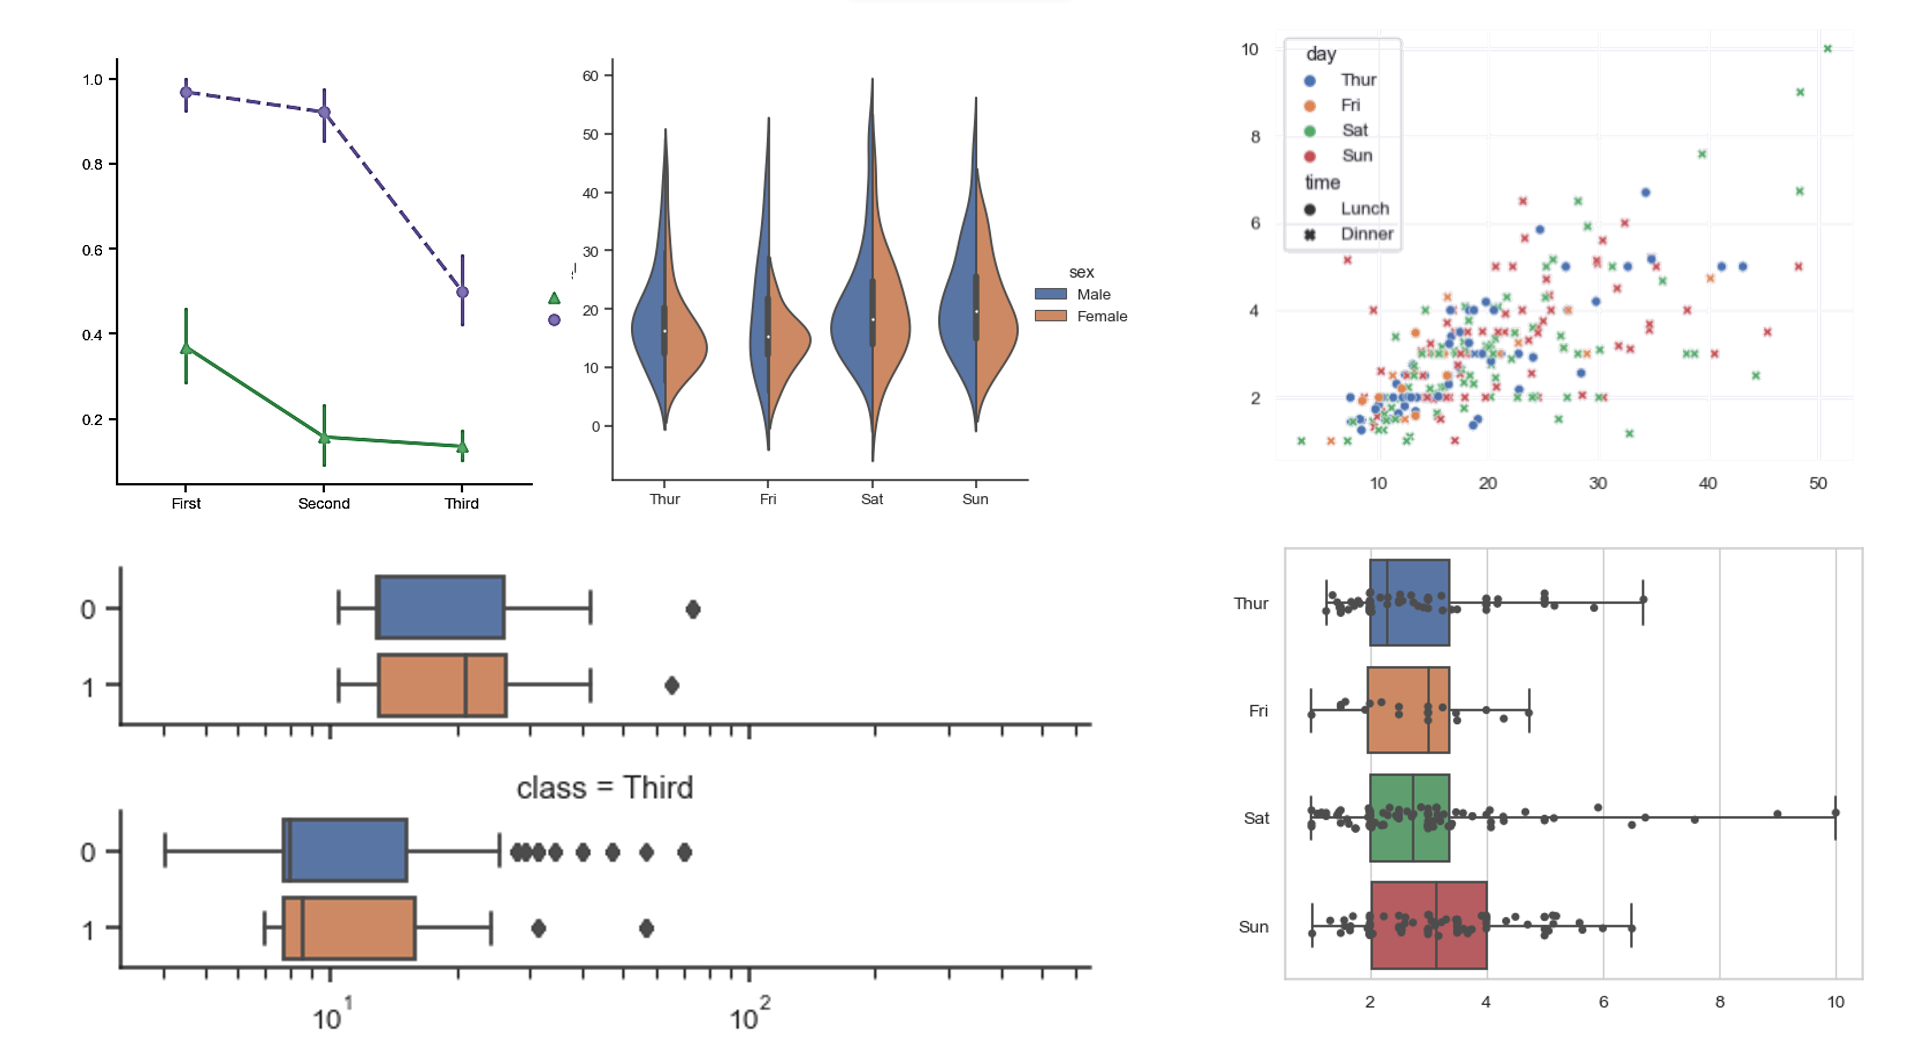 1.0
0.8
0.6
0.4
0.2
First Second Third
60
50
40
30
20
10
0
Thur Fri Sat Sun
sex
Male
Female
10
8
6
4
2
day
Thur
Fri
Sat
Sun
time
Lunch
Dinner
10 20 30 40 50
0
1
class = Third
0
1
10¹ 10²
Thur
Fri
Sat
Sun
2 4 6 8 10